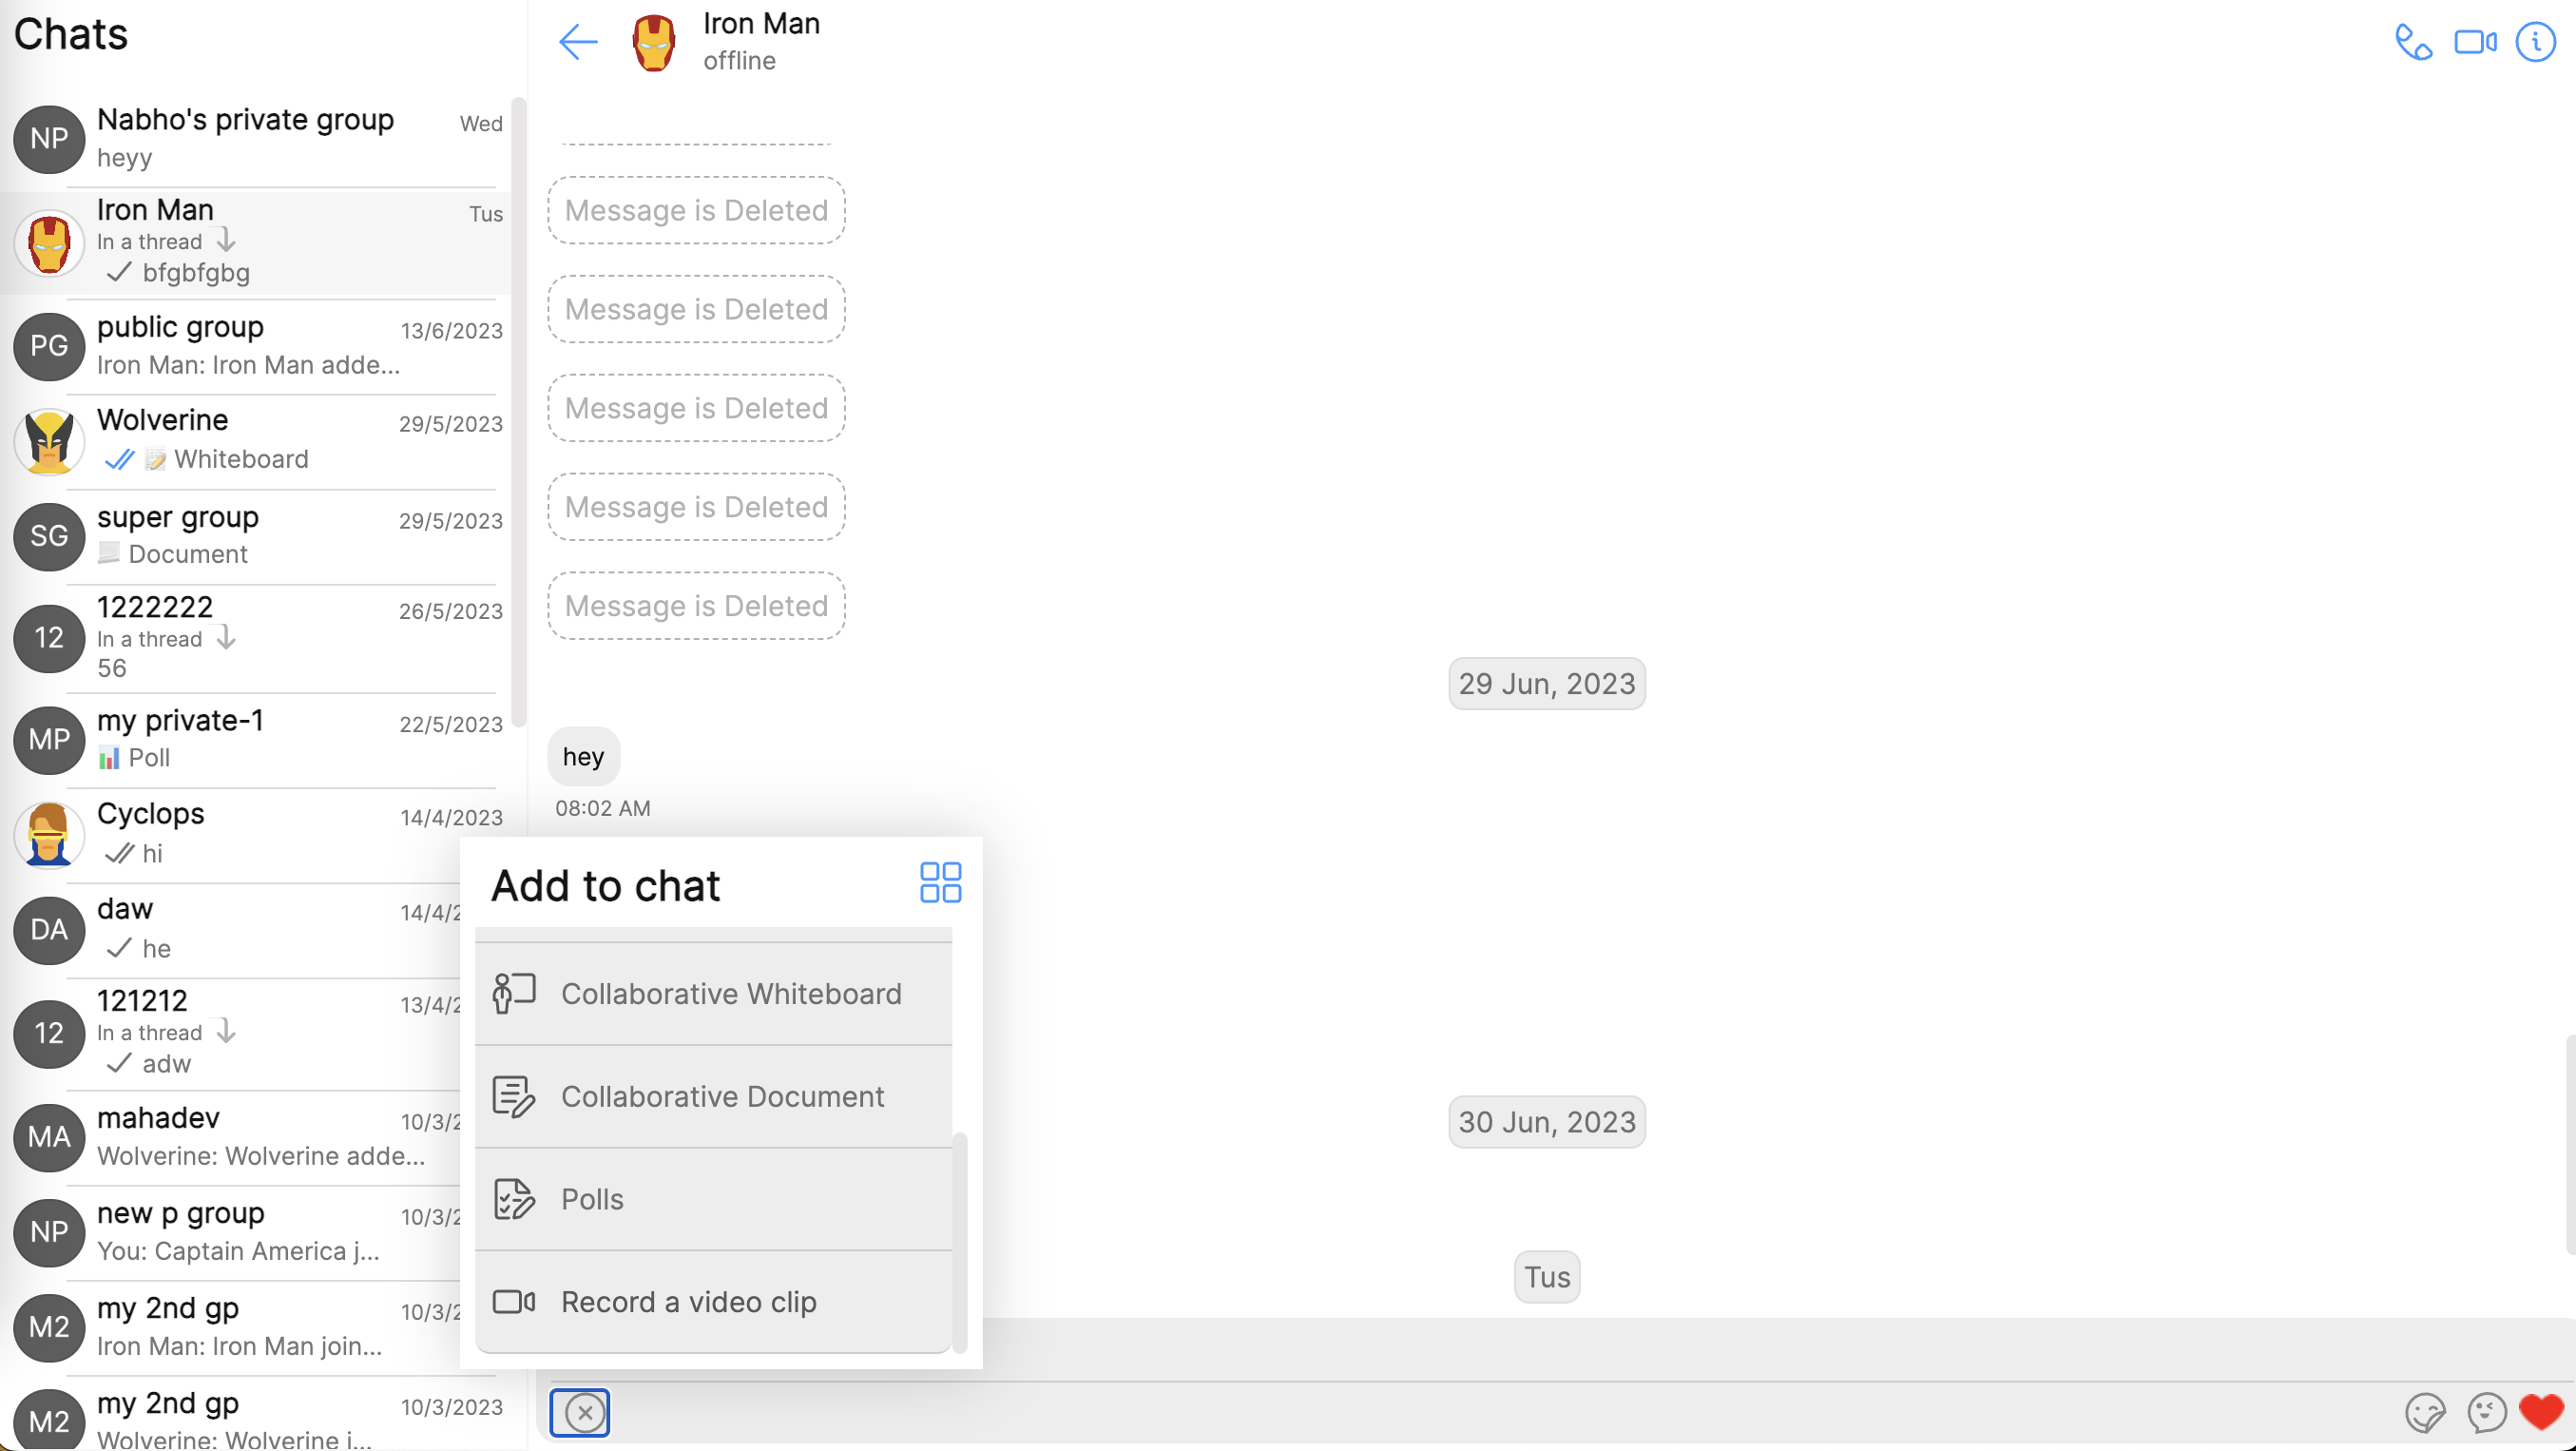 Chats
NP
Nabho's private group
Wed
heyy
Iron Man
Tus
In a thread
bfgbfgbg
PG
public group
13/6/2023
Iron Man: Iron Man adde...
Wolverine
29/5/2023
Whiteboard
SG
super group
29/5/2023
Document
12
1222222
26/5/2023
In a thread
56
MP
my private-1
22/5/2023
Poll
Cyclops
14/4/2023
hi
DA
daw
14/4/2
he
12
121212
13/4/2
In a thread
adw
MA
mahadev
10/3/2
Wolverine: Wolverine adde...
NP
new p group
10/3/2
You: Captain America j...
M2
my 2nd gp
10/3/2
Iron Man: Iron Man join...
M2
my 2nd gp
10/3/2023
Wolverine: Wolverine j...
Iron Man
offline
Message is Deleted
Message is Deleted
Message is Deleted
Message is Deleted
Message is Deleted
29 Jun, 2023
hey
08:02 AM
Add to chat
Collaborative Whiteboard
Collaborative Document
Polls
Record a video clip
30 Jun, 2023
Tus